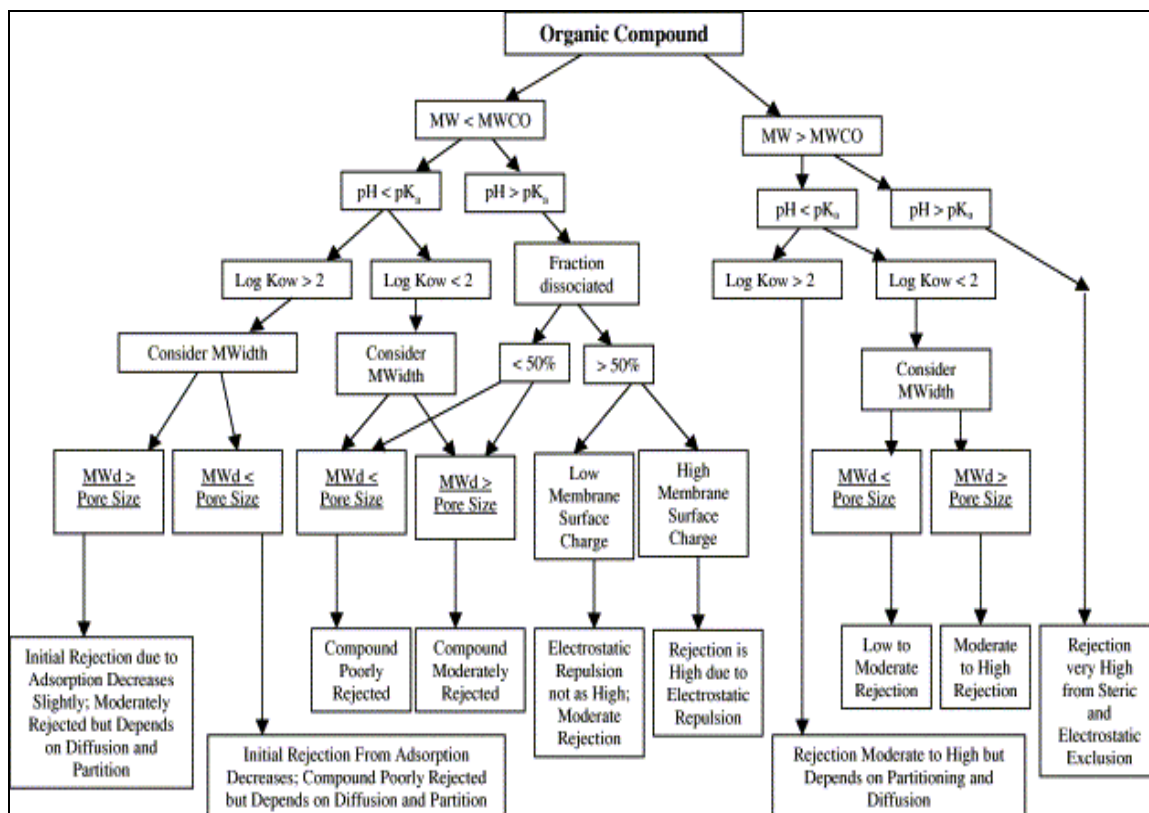 Organic Compound
MW < MWCO
MW > MWCO
pH < pKa
pH > pKa
pH < pKa
pH > pKa
Log Kow > 2
Log Kow < 2
Fraction
dissociated
Log Kow > 2
Log Kow < 2
Consider MWidth
Consider
MWidth
< 50%
> 50%
Consider
MWidth
MWd >
Pore Size
MWd <
Pore Size
MWd <
Pore Size
MWd >
Pore Size
Low
Membrane
Surface
Charge
High
Membrane
Surface
Charge
MWd <
Pore Size
MWd >
Pore Size
Initial Rejection due to
Adsorption Decreases
Slightly; Moderately
Rejected but Depends
on Diffusion and
Partition
Initial Rejection From Adsorption
Decreases; Compound Poorly Rejected
but Depends on Diffusion and Partition
Compound
Poorly
Rejected
Compound
Moderately
Rejected
Electrostatic
Repulsion
not as High;
Moderate
Rejection
Rejection is
High due to
Electrostatic
Repulsion
Rejection Moderate to High but
Depends on Partitioning and
Diffusion
Low to
Moderate
Rejection
Moderate
to High
Rejection
Rejection
very High
from Steric
and
Electrostatic
Exclusion